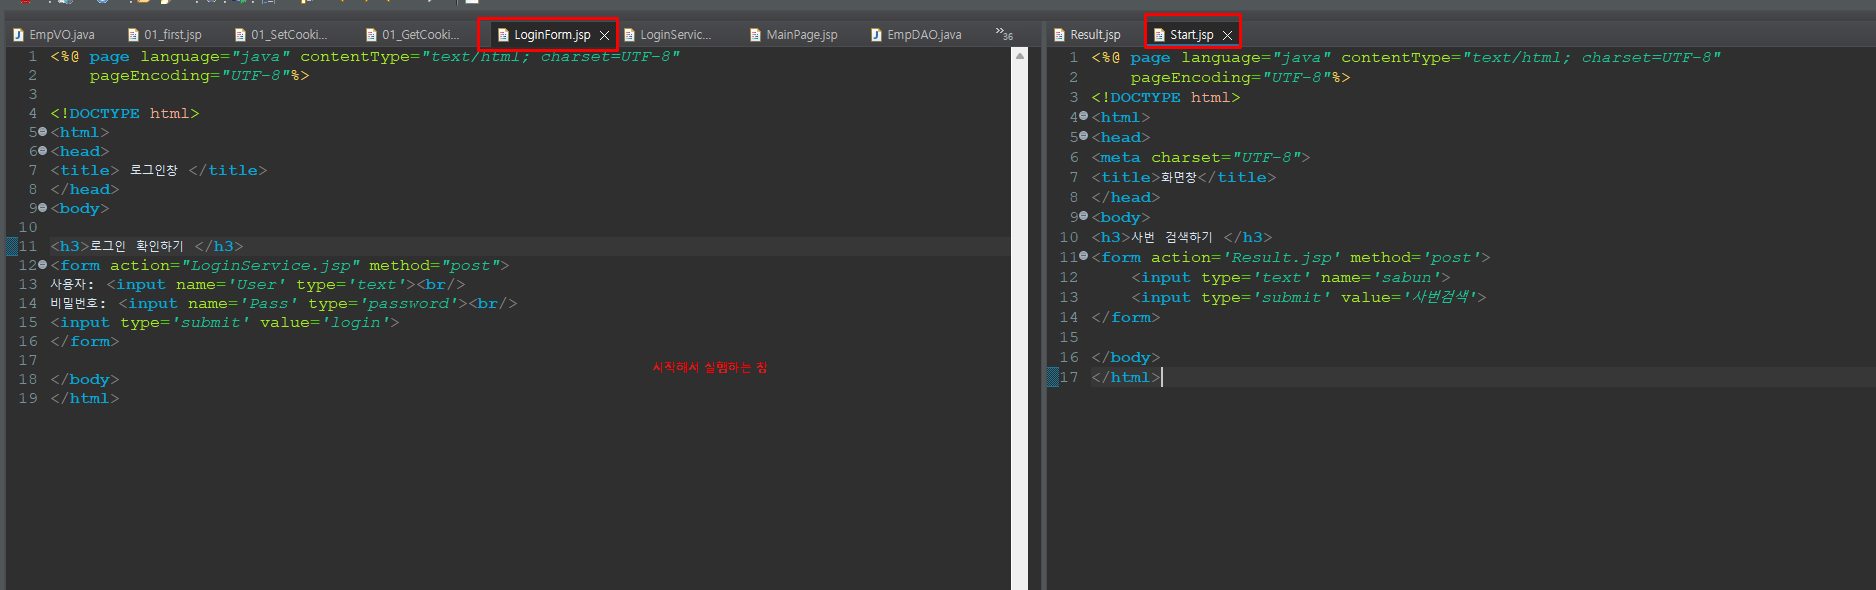 EmpVO.java 01_first.jsp 01_SetCooki... 01_GetCooki... LoginForm.jsp LoginServic... MainPage.jsp EmpDAO.java »36
1 <%@ page language="java" contentType="text/html; charset=UTF-8"
2 pageEncoding="UTF-8"%>
3
4 <!DOCTYPE html>
5 <html>
6 <head>
7 <title> 로그인창 </title>
8 </head>
9 <body>
10
11 <h3>로그인 확인하기 </h3>
12 <form action="LoginService.jsp" method="post">
13 사용자: <input name='User' type='text'><br/>
14 비밀번호: <input name='Pass' type='password'><br/>
15 <input type='submit' value='login'>
16 </form>
17
시작해서 실행하는 창
18 </body>
19 </html>
Result.jsp Start.jsp
1 <%@ page language="java" contentType="text/html; charset=UTF-8"
2 pageEncoding="UTF-8"%>
3 <!DOCTYPE html>
4 <html>
5 <head>
6 <meta charset="UTF-8">
7 <title>화면창</title>
8 </head>
9 <body>
10 <h3>사번 검색하기 </h3>
11 <form action='Result.jsp' method='post'>
12 <input type='text' name='sabun'>
13 <input type='submit' value='사번검색'>
14 </form>
15
16 </body>
17 </html>